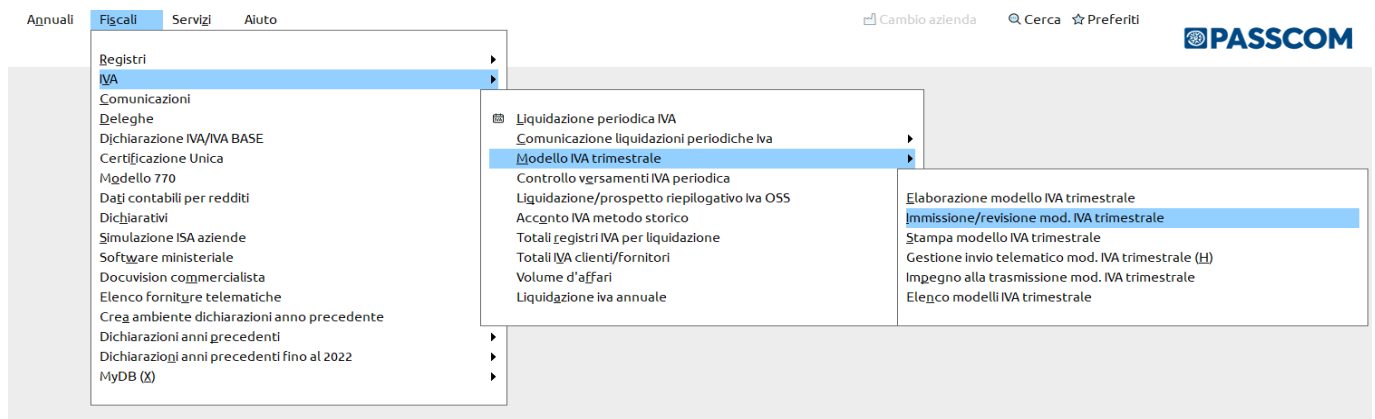 Annuali Fiscali Servizi Aiuto Cambio azienda Cerca Preferiti
PASSCOM
Registri
IVA
Comunicazioni
Deleghe
Dichiarazione IVA/IVA BASE
Certificazione Unica
Modello 770
Dati contabili per redditi
Dichiarativi
Simulazione ISA aziende
Software ministeriale
Docuvision commercialista
Elenco forniture telematiche
Crea ambiente dichiarazioni anno precedente
Dichiarazioni anni precedenti
Dichiarazioni anni precedenti fino al 2022
MyDB (X)
Liquidazione periodica IVA
Comunicazione liquidazioni periodiche Iva
Modello IVA trimestrale
Controllo versamenti IVA periodica
Liquidazione/prospetto riepilogativo Iva OSS
Acconto IVA metodo storico
Totali registri IVA per liquidazione
Totali IVA clienti/fornitori
Volume d'affari
Liquidazione iva annuale
Elaborazione modello IVA trimestrale
Immissione/revisione mod. IVA trimestrale
Stampa modello IVA trimestrale
Gestione invio telematico mod. IVA trimestrale (H)
Impegno alla trasmissione mod. IVA trimestrale
Elenco modelli IVA trimestrale